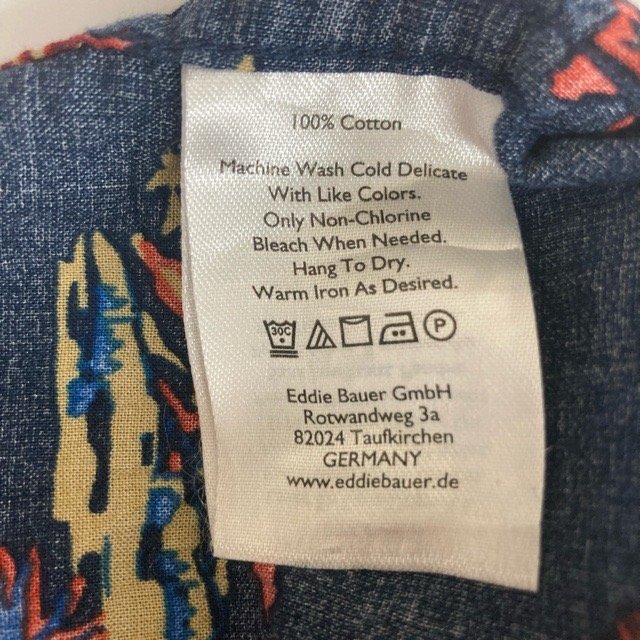 100% Cotton
Machine Wash Cold Delicate
With Like Colors.
Only Non-Chlorine
Bleach When Needed.
Hang To Dry.
Warm Iron As Desired.
30C P
Eddie Bauer GmbH
Rotwandweg 3a
82024 Taufkirchen
GERMANY
www.eddiebauer.de